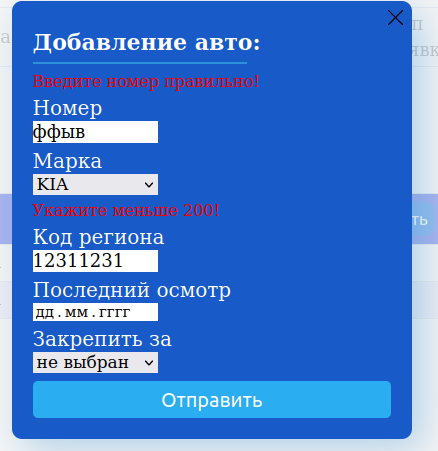 Добавление авто:
Введите номер правильно!
Номер
ффыв
Марка
KIA
Укажите меньше 200!
Код региона
12311231
Последний осмотр
дд.мм.гггг
Закрепить за
не выбран
Отправить